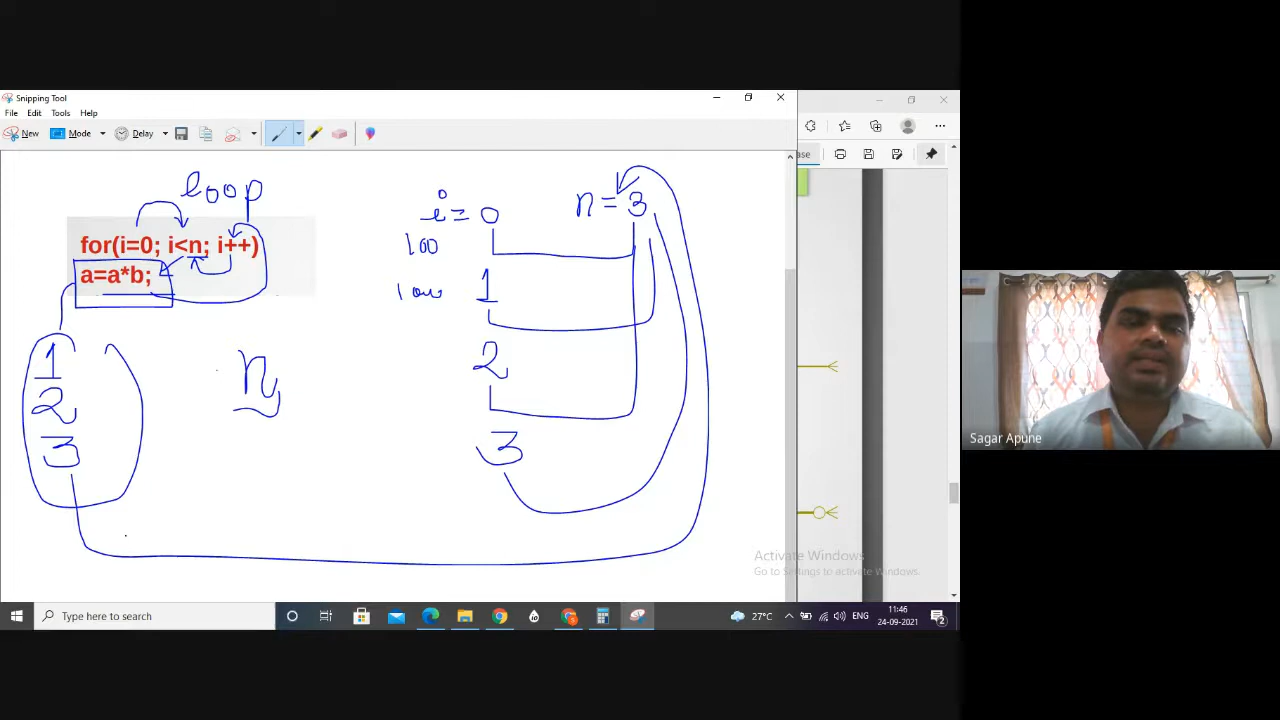 Snipping Tool
File Edit Tools Help
New Mode Delay
ase
loop
for(i=0; i<n; i++)
a=a*b;
i=0
n=3
100
1
2
3
1
2
3
n
Sagar Apune
Activate Windows
Go to Settings to activate Windows.
Type here to search
27°C
ENG
11:46
24-09-2021
2